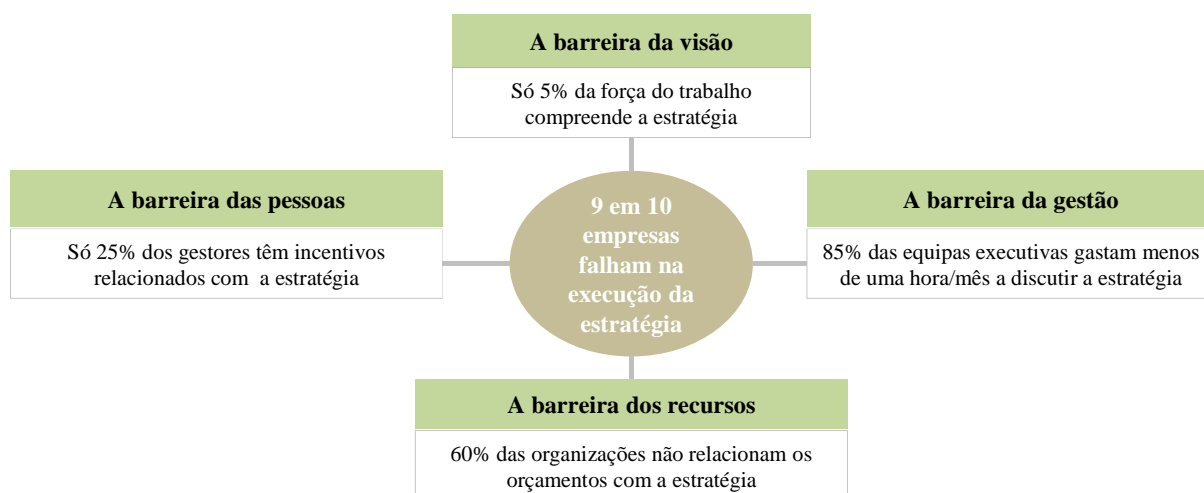 A barreira da visão
Só 5% da força do trabalho
compreende a estratégia
A barreira das pessoas
Só 25% dos gestores têm incentivos
relacionados com a estratégia
9 em 10
empresas
falham na
execução da
estratégia
A barreira da gestão
85% das equipas executivas gastam menos
de uma hora/mês a discutir a estratégia
A barreira dos recursos
60% das organizações não relacionam os
orçamentos com a estratégia